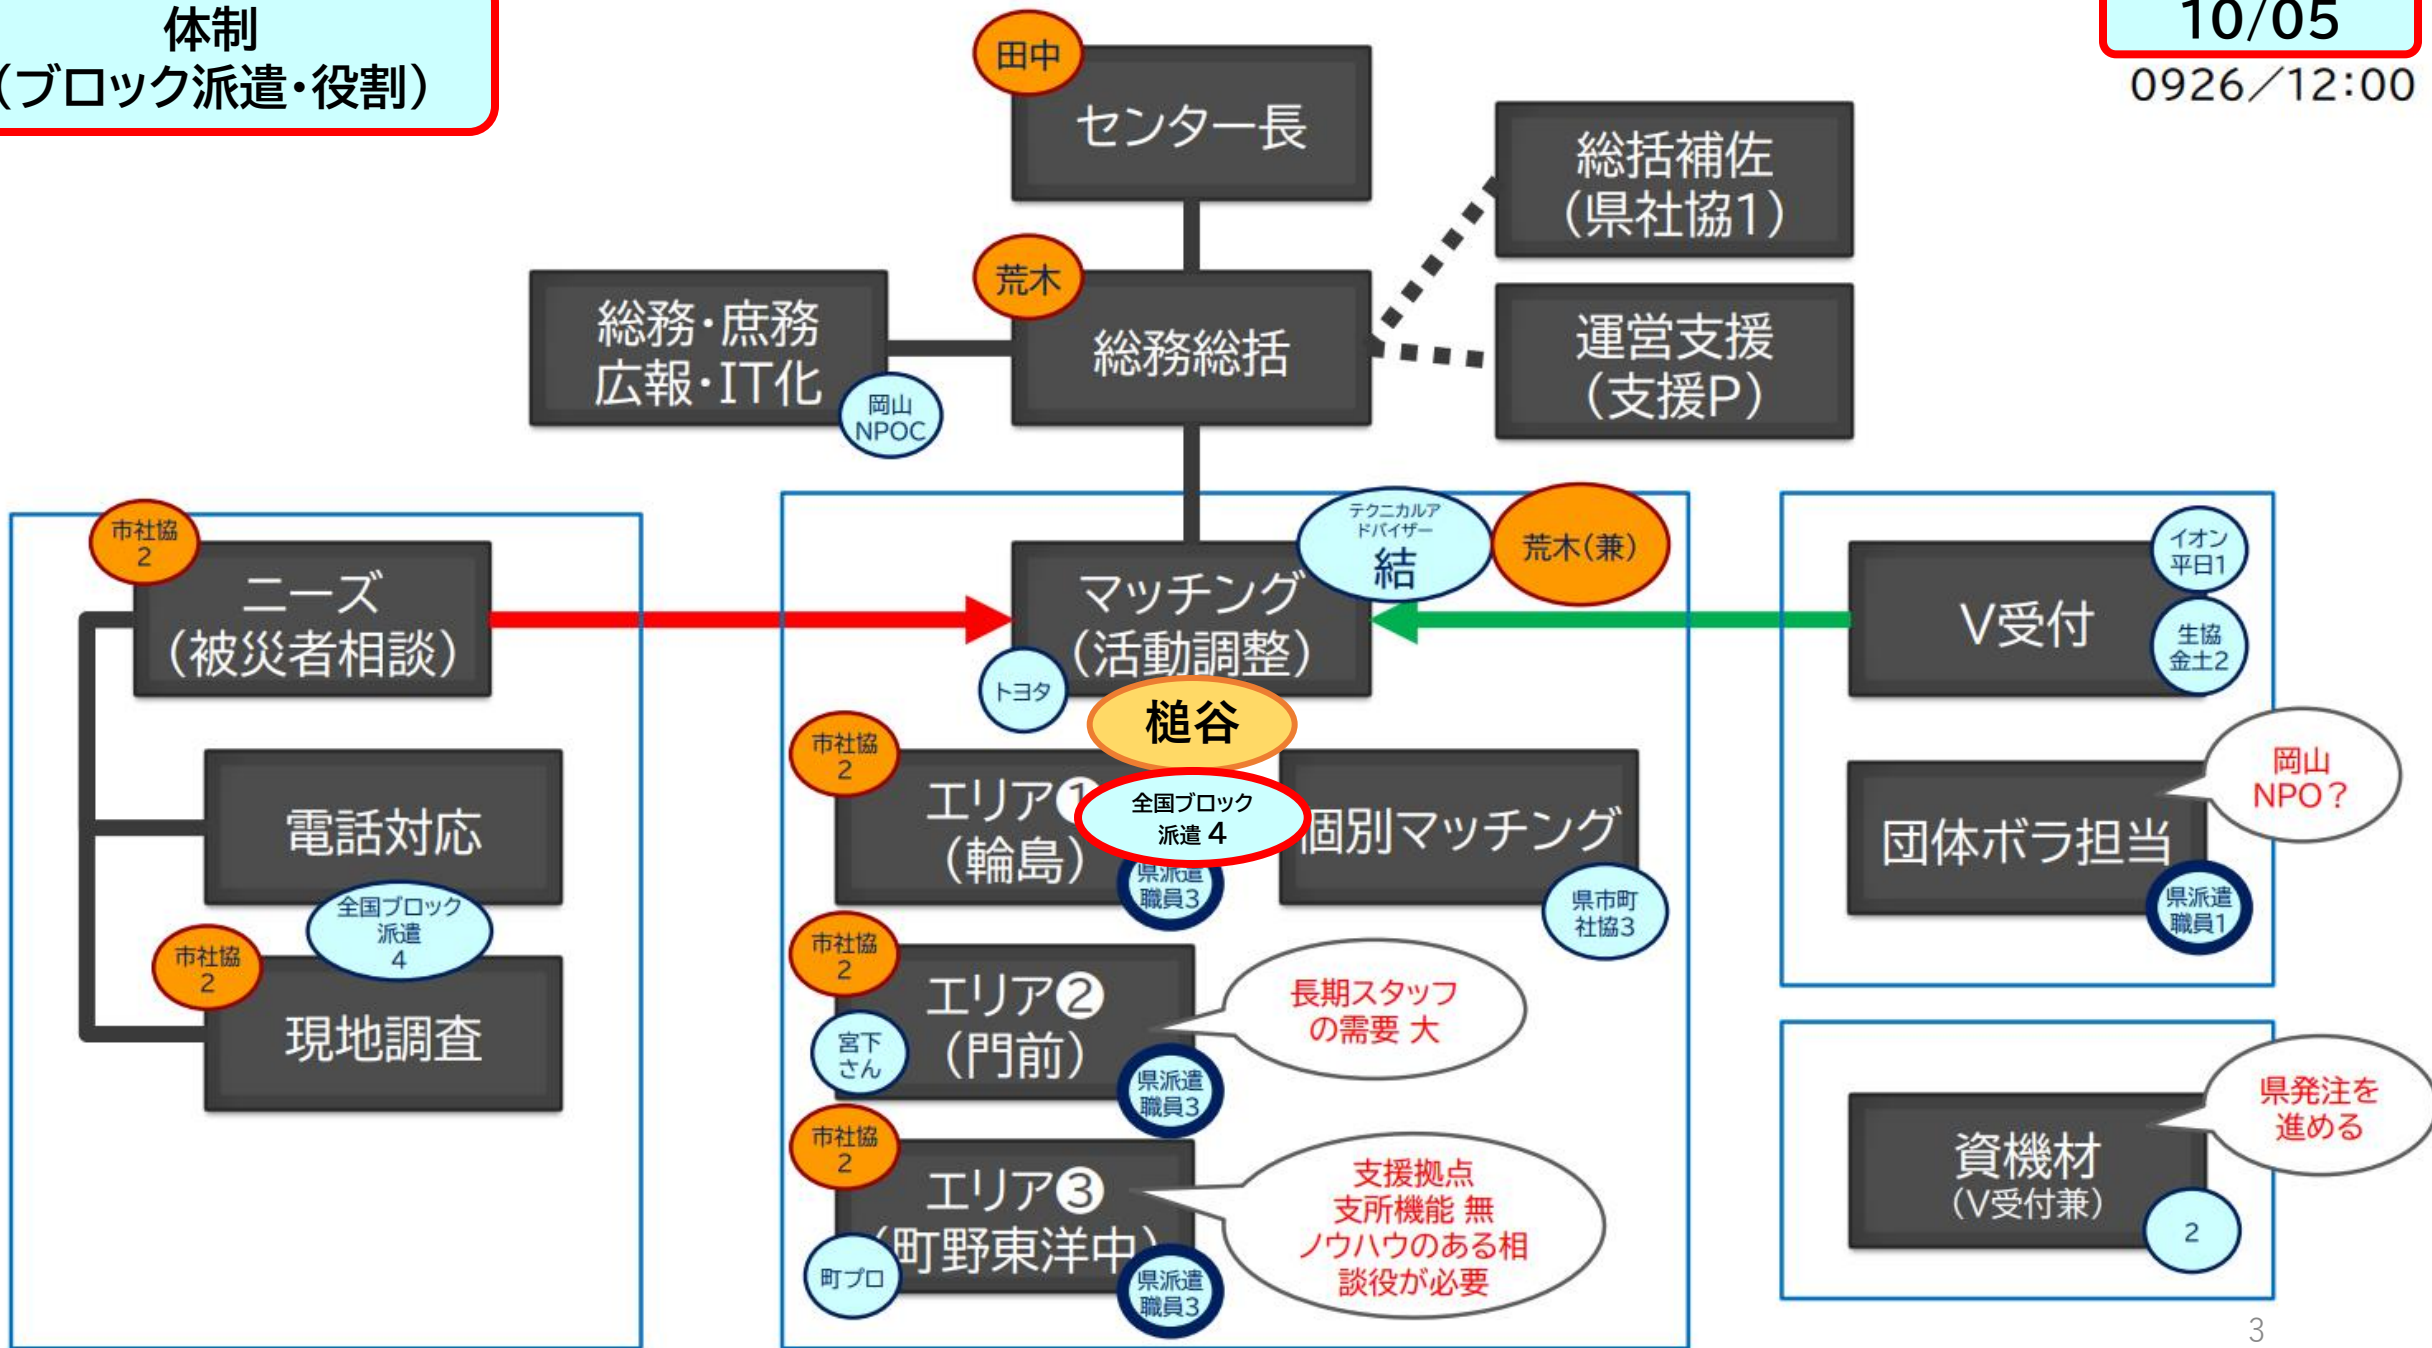 体制
(ブロック派遣・役割)
10/05
0926／12:00
田中
センター長
総括補佐
(県社協1)
荒木
総務総括
総務・庶務
広報・IT化
岡山
NPOC
運営支援
(支援P)
市社協
2
ニーズ
(被災者相談)
電話対応
全国ブロック
派遣
4
市社協
2
現地調査
テクニカルア
ドバイザー
結
荒木(兼)
マッチング
(活動調整)
トヨタ
槌谷
市社協
2
エリア❶
(輪島)
全国ブロック
派遣 4
県派遣
職員3
個別マッチング
県市町
社協3
市社協
2
エリア❷
(門前)
宮下
さん
県派遣
職員3
長期スタッフ
の需要 大
市社協
2
エリア❸
(町野東洋中)
町プロ
県派遣
職員3
支援拠点
支所機能 無
ノウハウのある相
談役が必要
イオン
平日1
V受付
生協
金土2
岡山
NPO？
団体ボラ担当
県派遣
職員1
県発注を
進める
資機材
(V受付兼)
2
3